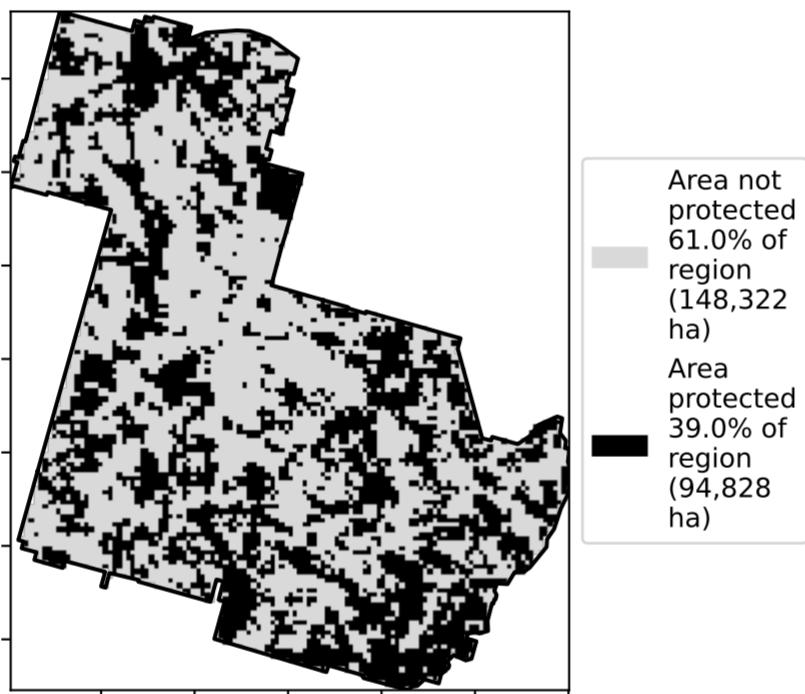 Area not
protected
61.0% of
region
(148,322
ha)
Area
protected
39.0% of
region
(94,828
ha)